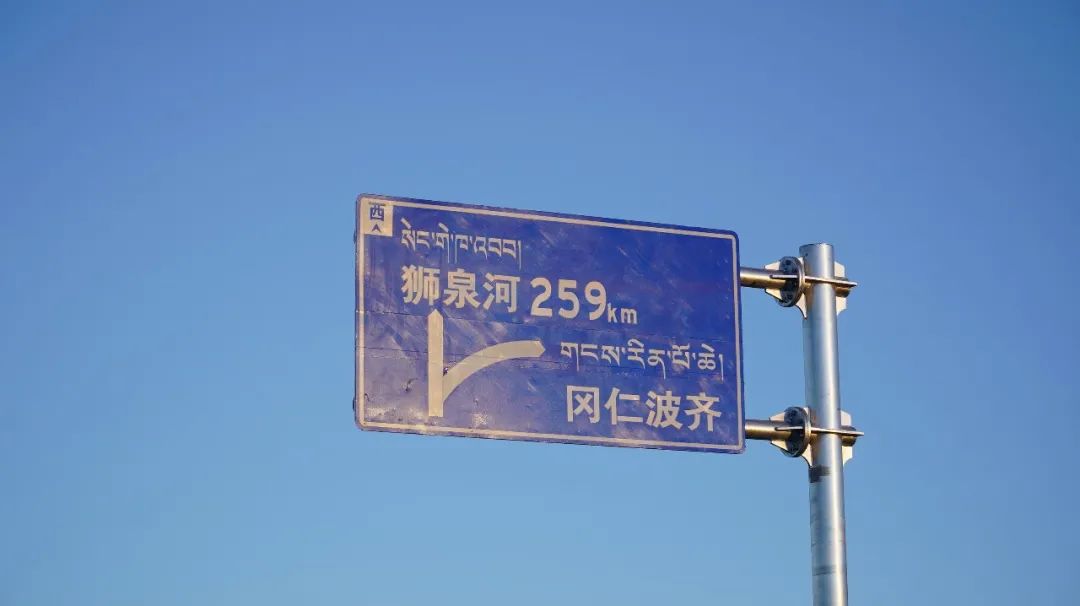 西
སེང་གེ་ཁ་འབབ།
狮泉河 259km
གངས་རིན་པོ་ཆེ།
冈仁波齐